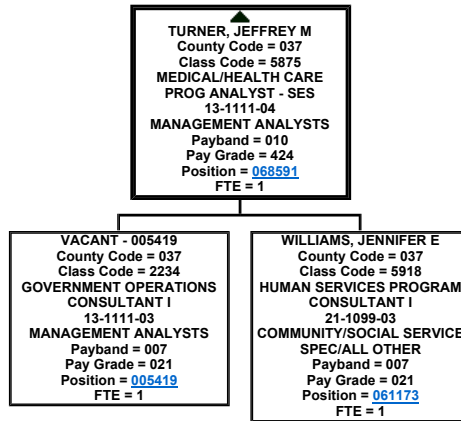 TURNER, JEFFREY M
County Code = 037
Class Code = 5875
MEDICAL/HEALTH CARE
PROG ANALYST - SES
13-1111-04
MANAGEMENT ANALYSTS
Payband = 010
Pay Grade = 424
Position = 068591
FTE = 1
VACANT - 005419
County Code = 037
Class Code = 2234
GOVERNMENT OPERATIONS
CONSULTANT I
13-1111-03
MANAGEMENT ANALYSTS
Payband = 007
Pay Grade = 021
Position = 005419
FTE = 1
WILLIAMS, JENNIFER E
County Code = 037
Class Code = 5918
HUMAN SERVICES PROGRAM
CONSULTANT I
21-1099-03
COMMUNITY/SOCIAL SERVICE
SPEC/ALL OTHER
Payband = 007
Pay Grade = 021
Position = 061173
FTE = 1